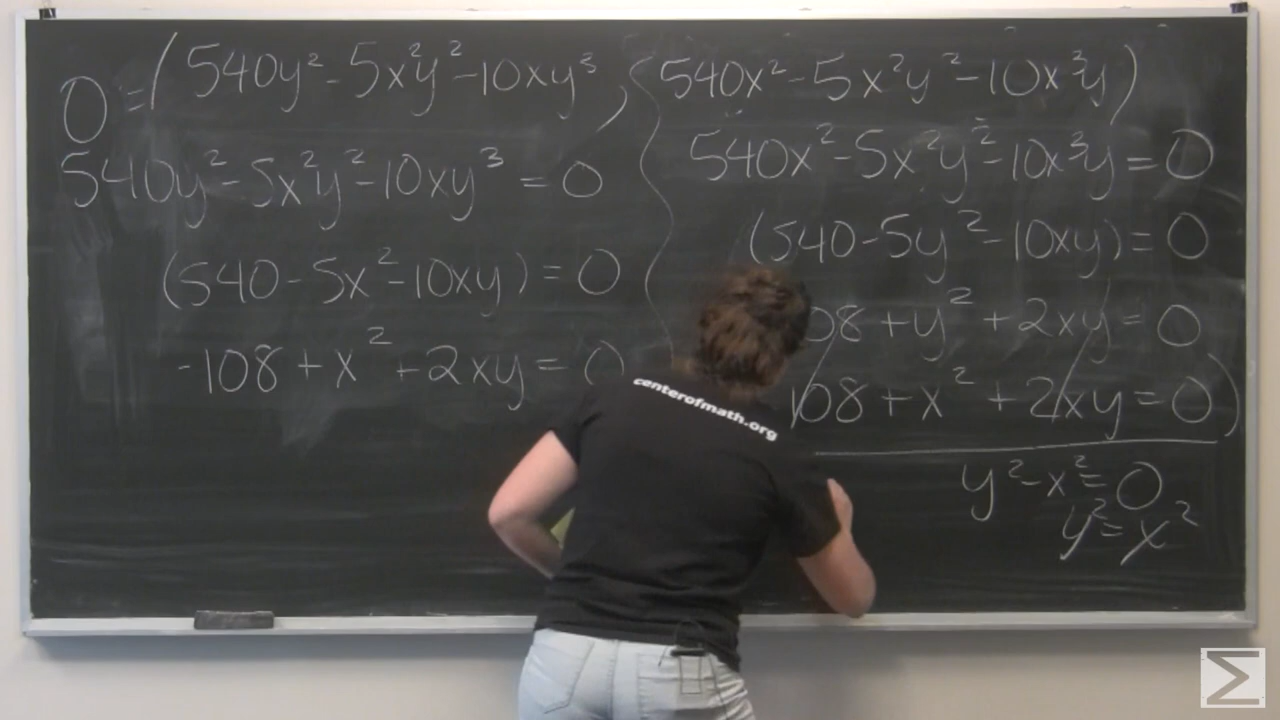 0 = (540y² - 5x²y² - 10xy³, 540x² - 5x²y² - 10x³y)
540y² - 5x²y² - 10xy³ = 0
(540 - 5x² - 10xy) = 0
-108 + x² + 2xy = 0
540x² - 5x²y² - 10x³y = 0
(540 - 5y² - 10xy) = 0
08 + y² + 2xy = 0
108 + x² + 2xy = 0)
y² - x² = 0
y² = x²
centerofmath.org
Σ